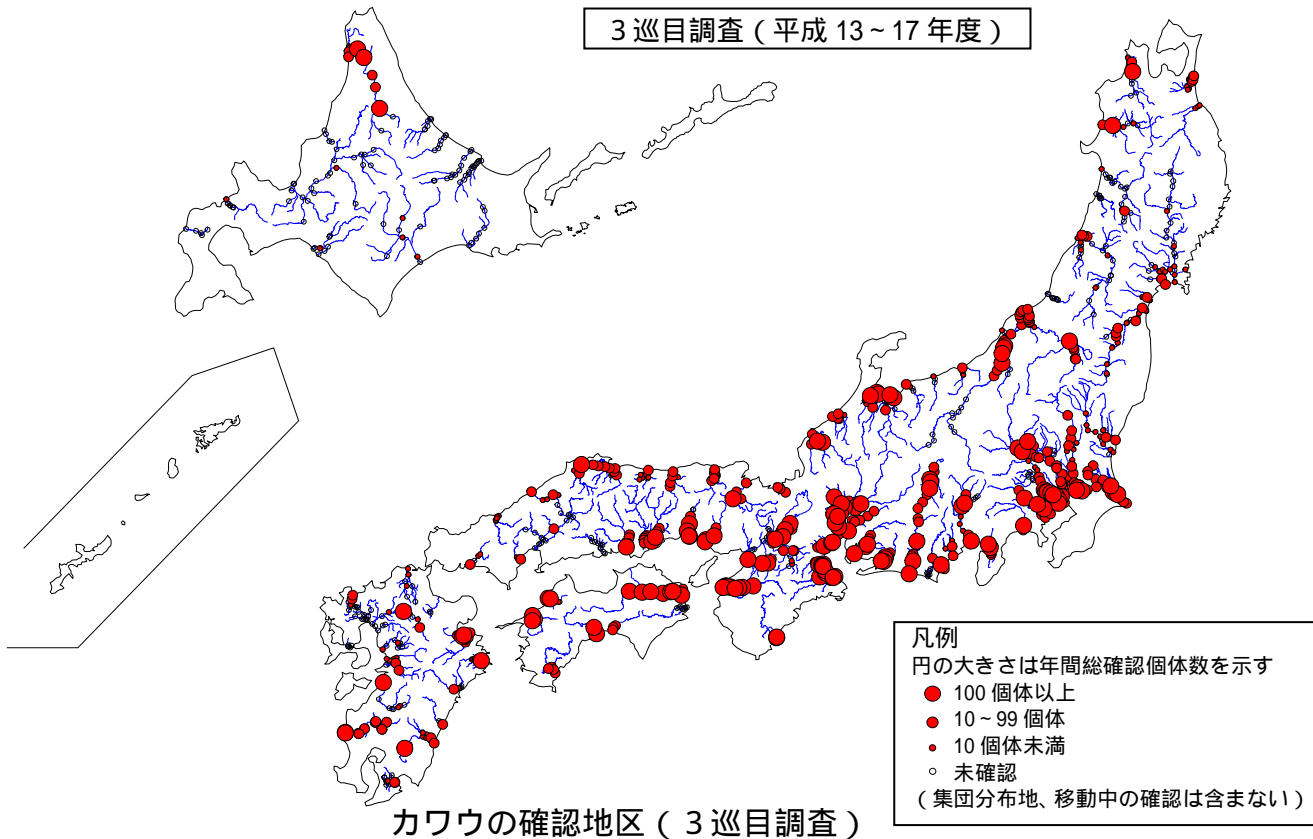 3巡目調査(平成 13~17 年度)
凡例
円の大きさは年間総確認個体数を示す
100 個体以上
10~99 個体
10 個体未満
未確認
(集団分布地、移動中の確認は含まない)
カワウの確認地区(3巡目調査)